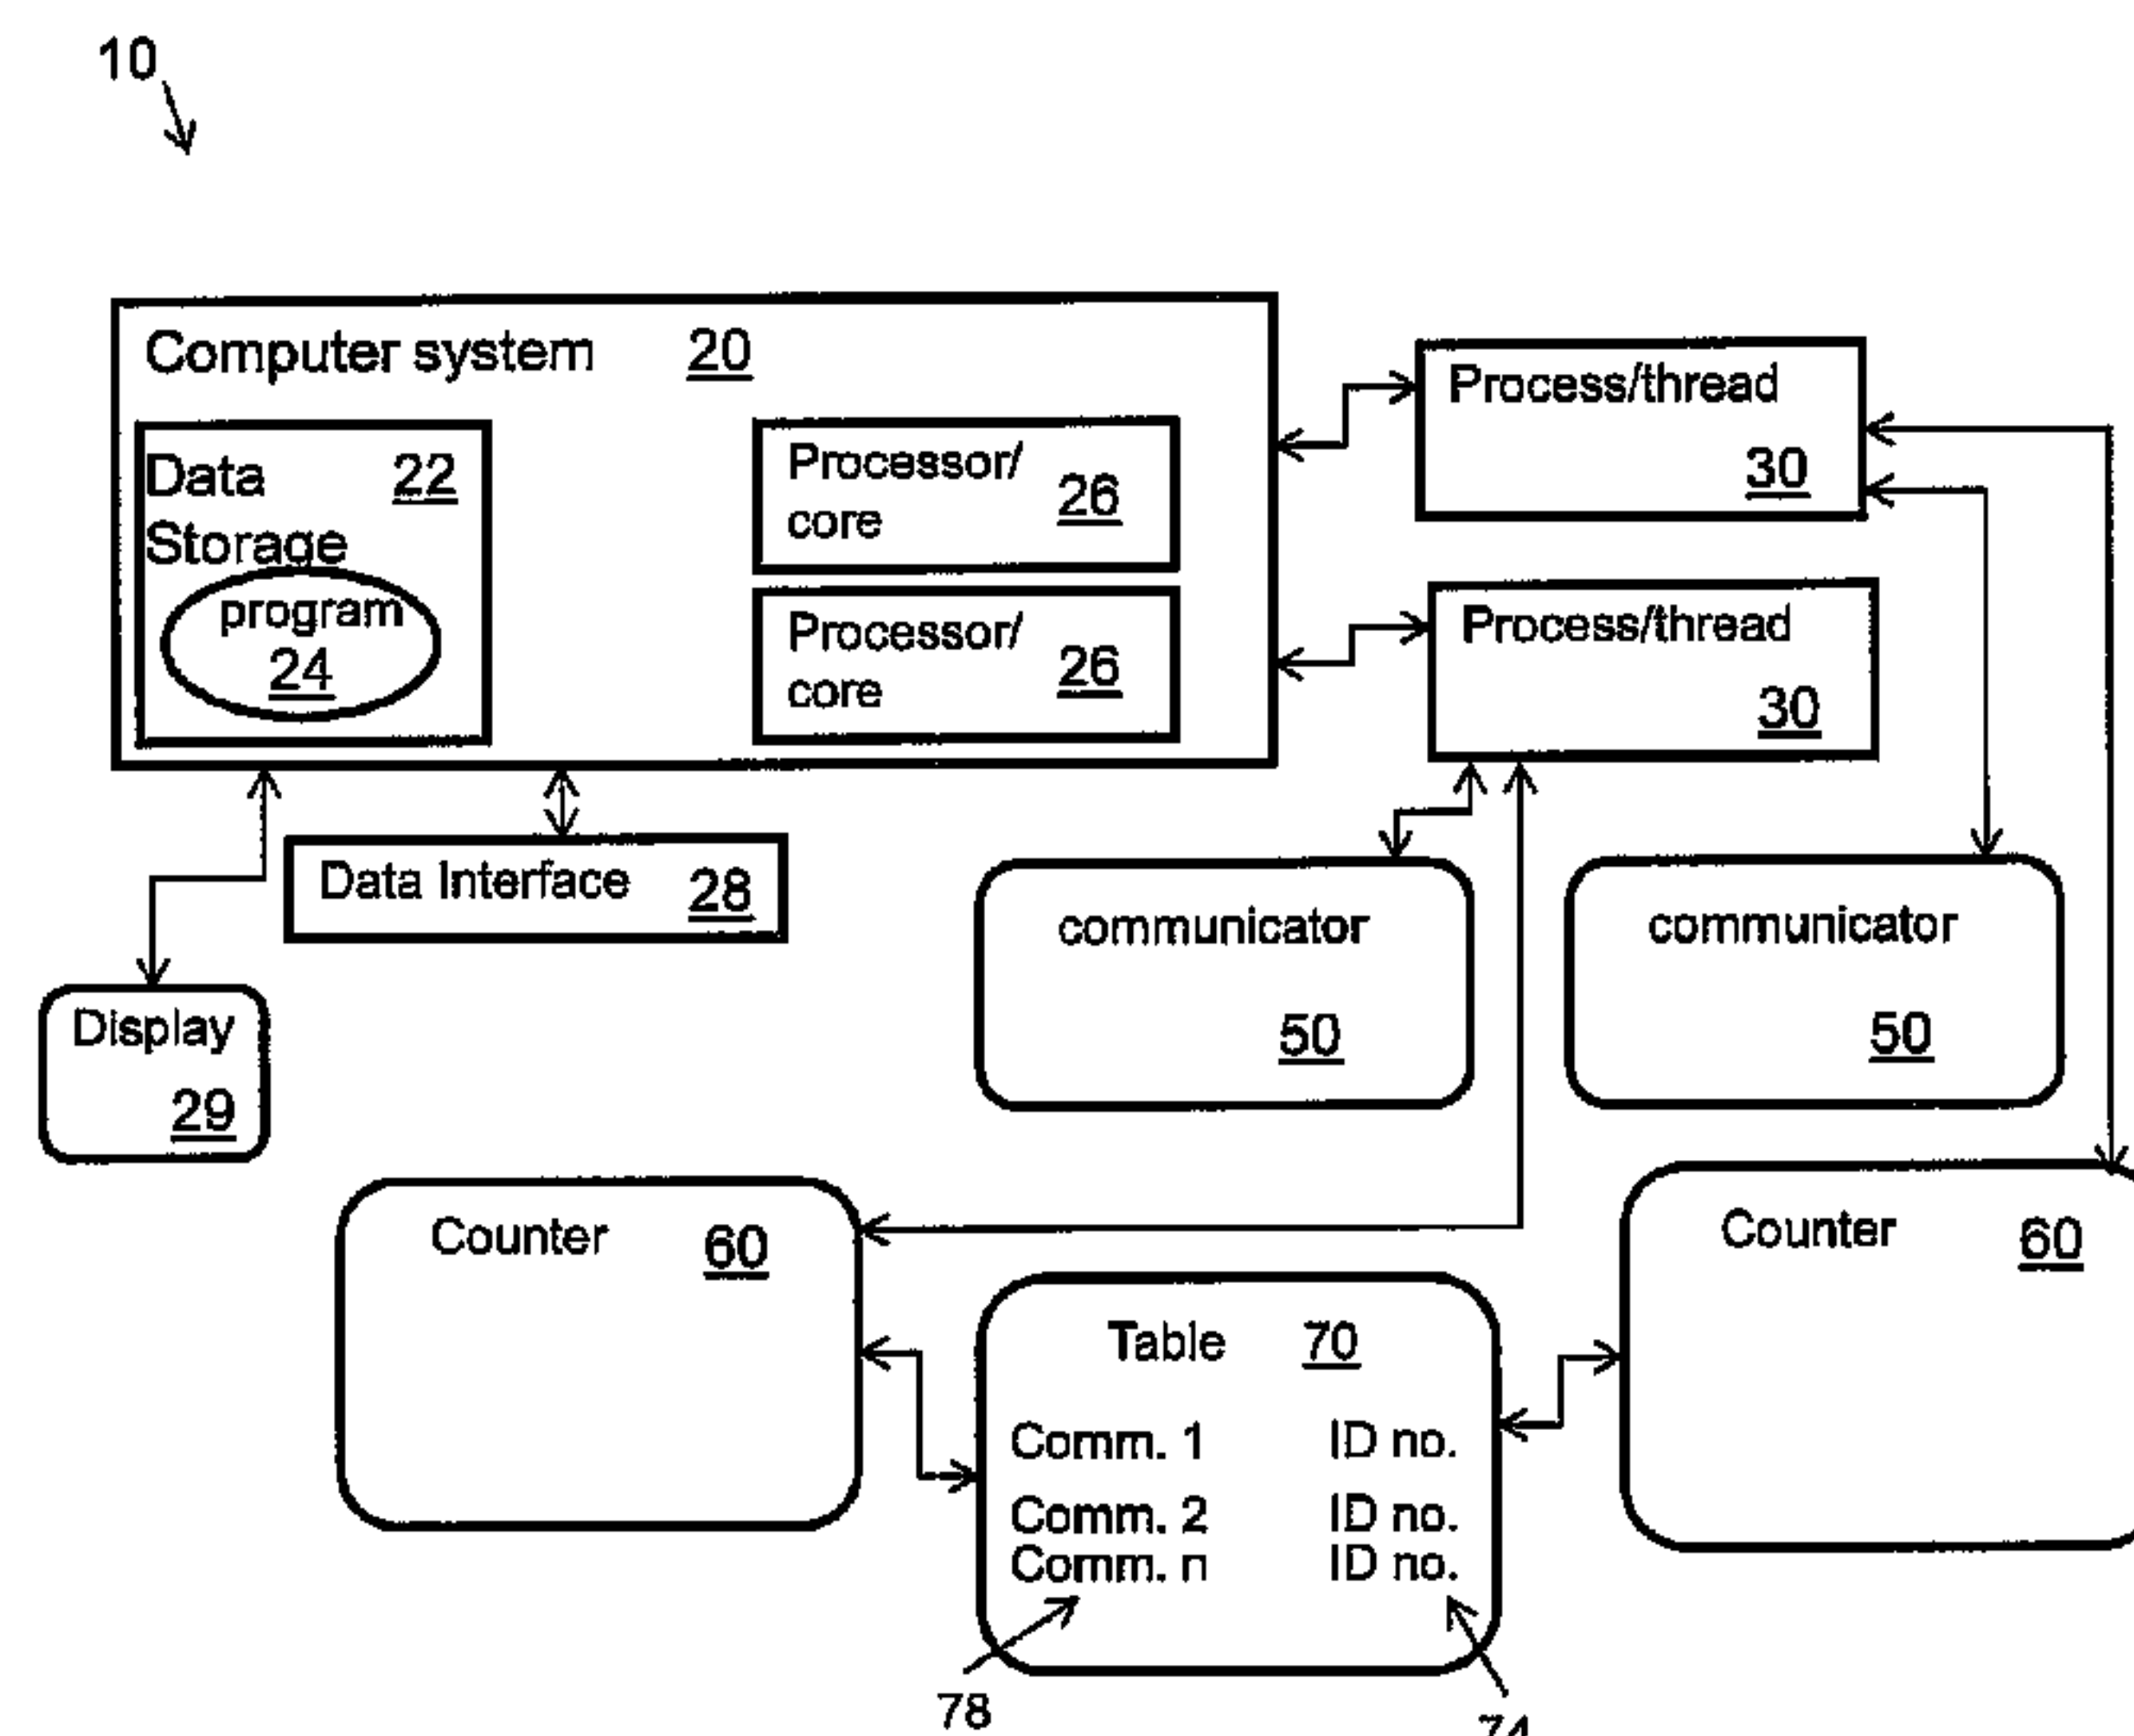 10
Computer system 20
Data 22
Storage
program
24
Processor/
core 26
Processor/
core 26
Process/thread
30
Process/thread
30
Data Interface 28
Display
29
communicator
50
communicator
50
Counter 60
Counter 60
Table 70
Comm. 1 ID no.
Comm. 2 ID no.
Comm. n ID no.
78
74